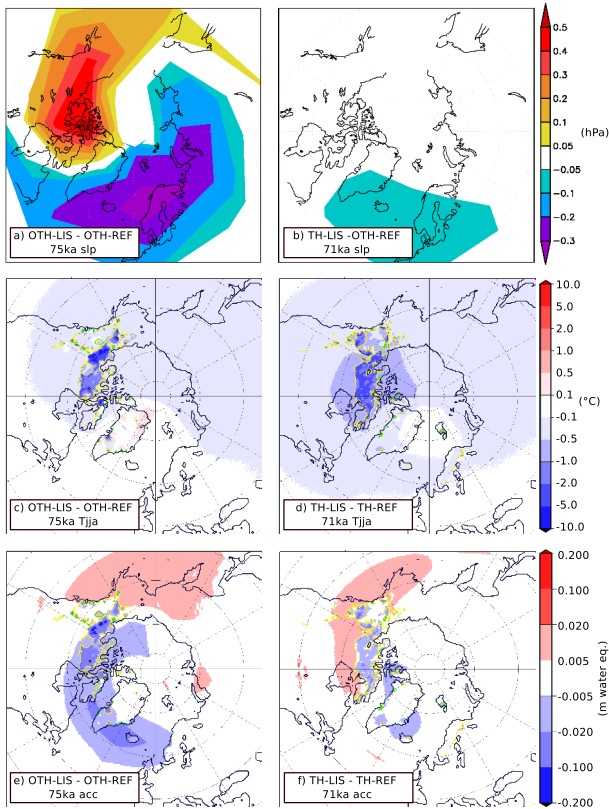 0.5
0.4
0.3
0.2
0.1
(hPa)
0.05
−0.05
−0.1
−0.2
−0.3
a) OTH-LIS - OTH-REF
75ka slp
b) TH-LIS -OTH-REF
71ka slp
10.0
5.0
2.0
1.0
0.5
0.1
(°C)
-0.1
-0.5
-1.0
-2.0
-5.0
-10.0
c) OTH-LIS - OTH-REF
75ka Tjja
d) TH-LIS - TH-REF
71ka Tjja
0.200
0.100
0.020
0.005
(m water eq.)
-0.005
-0.020
-0.100
-0.200
e) OTH-LIS - OTH-REF
75ka acc
f) TH-LIS - TH-REF
71ka acc